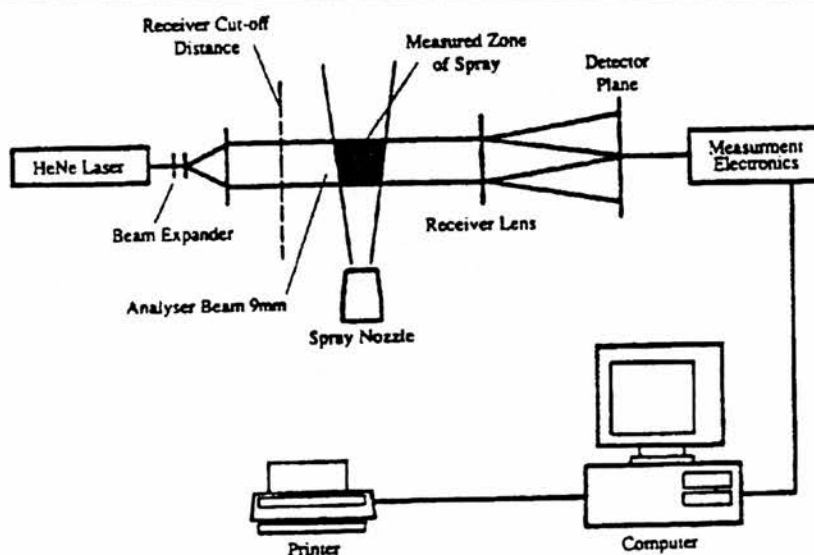 Receiver Cut-off
Distance
Measured Zone
of Spray
Detector
Plane
HeNe Laser
Measurment
Electronics
Beam Expander
Receiver Lens
Analyser Beam 9mm
Spray Nozzle
Printer
Computer